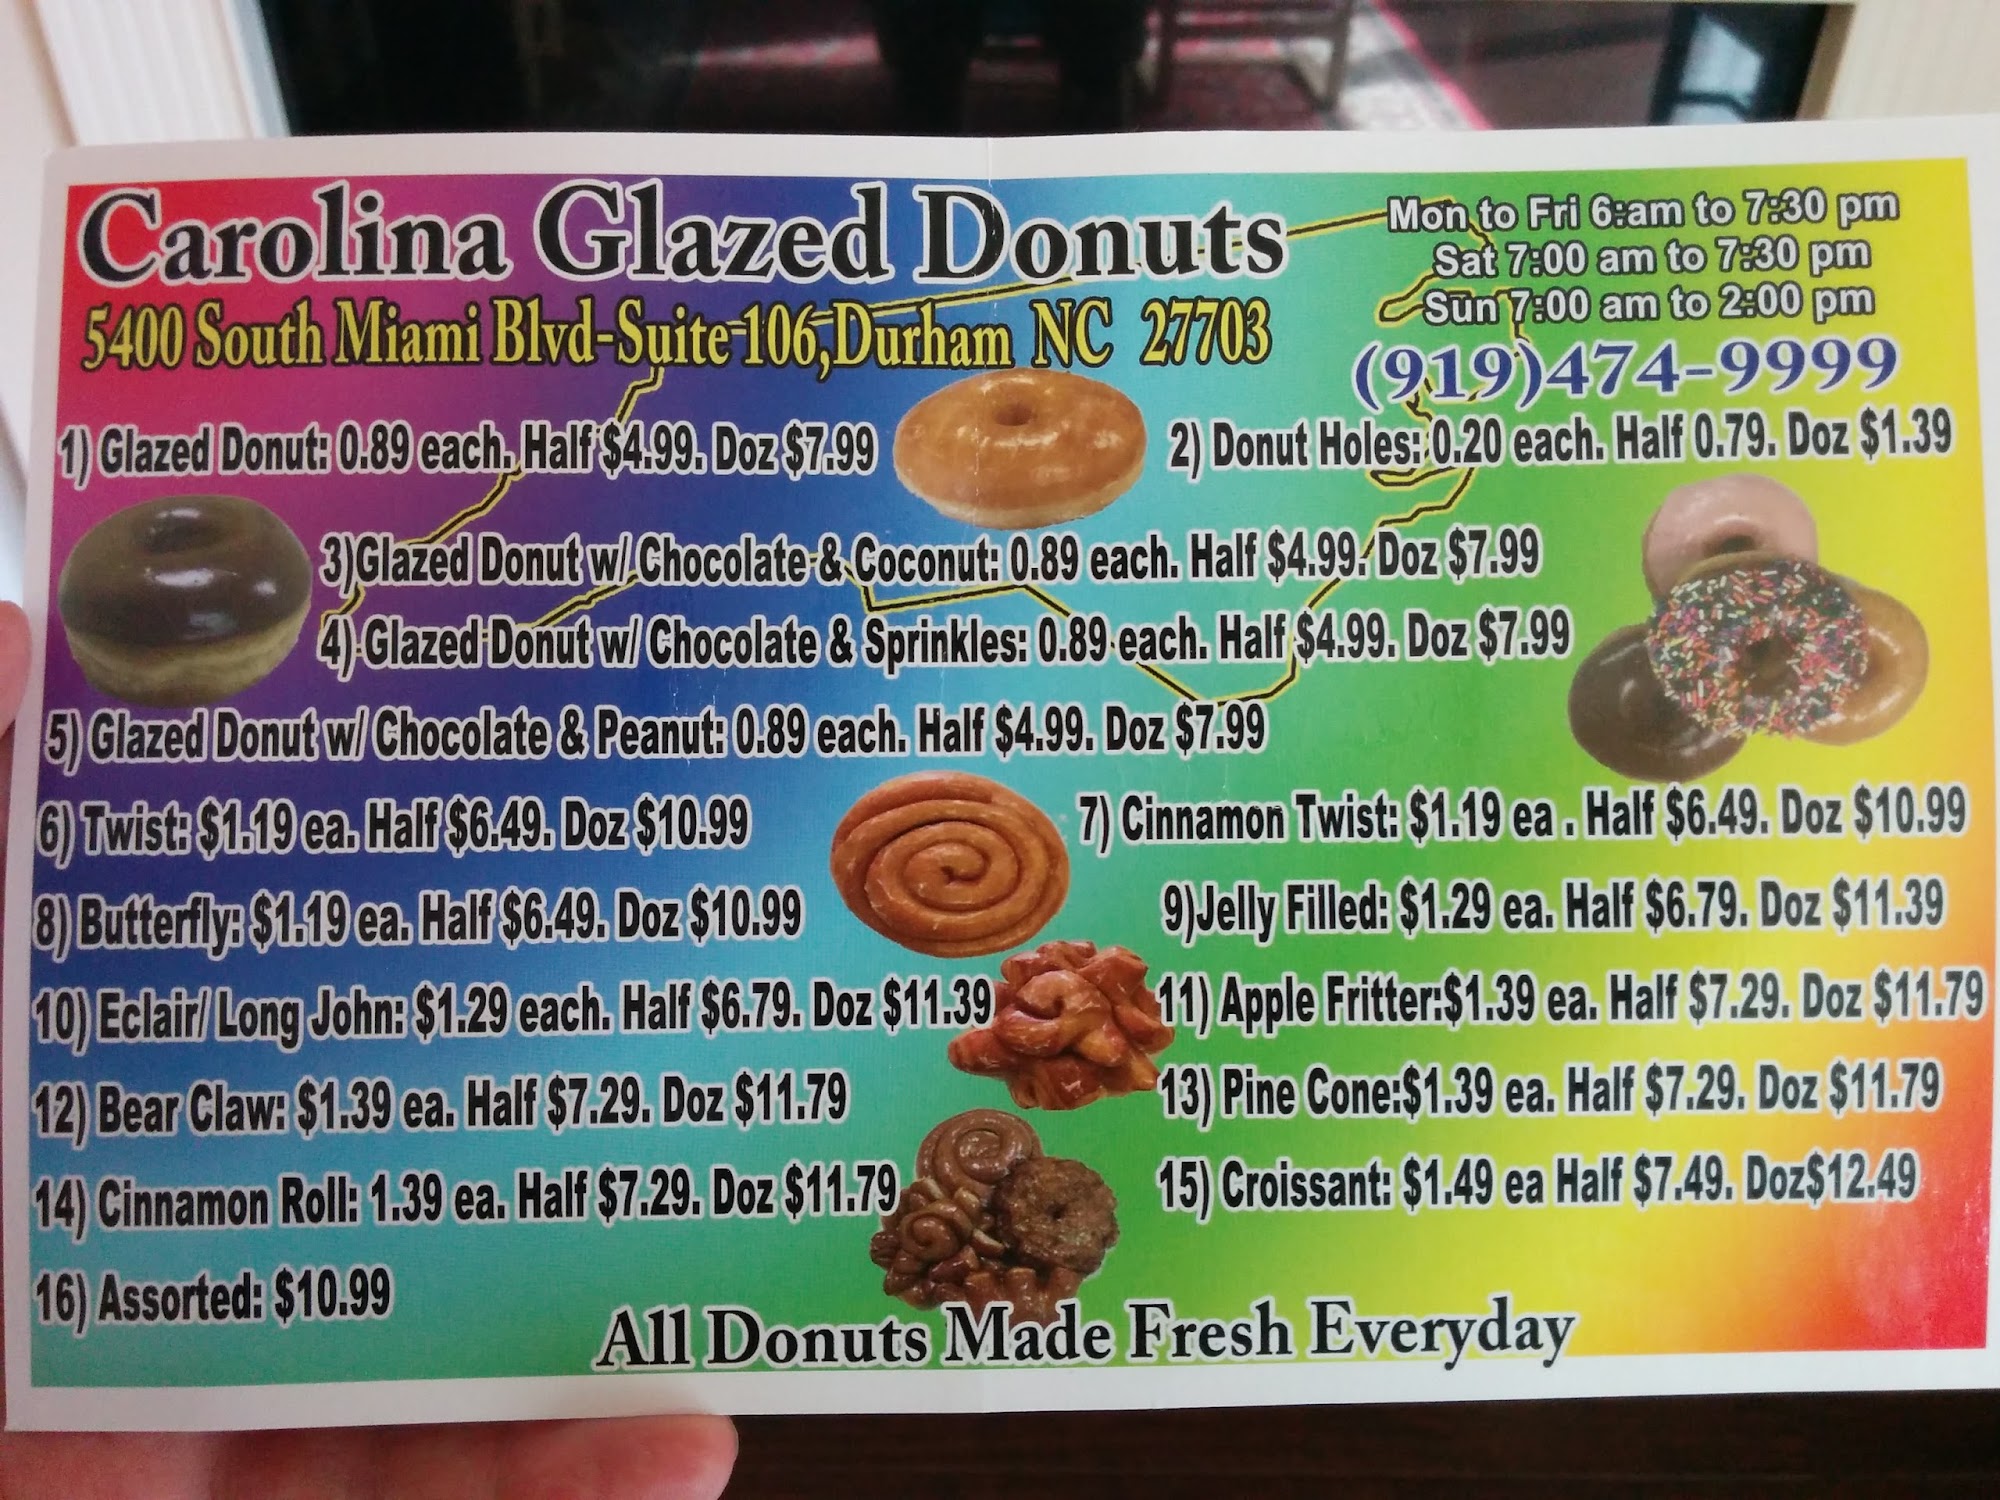 Carolina Glazed Donuts
5400 South Miami Blvd-Suite-106,Durham NC 27703
Mon to Fri 6:am to 7:30 pm
Sat 7:00 am to 7:30 pm
Sun 7:00 am to 2:00 pm
(919)474-9999
1) Glazed Donut: 0.89 each. Half $4.99. Doz $7.99
2) Donut Holes: 0.20 each. Half 0.79. Doz $1.39
3)Glazed Donut w/ Chocolate & Coconut: 0.89 each. Half $4.99. Doz $7.99
4) Glazed Donut w/ Chocolate & Sprinkles: 0.89 each. Half $4.99. Doz $7.99
5) Glazed Donut w/ Chocolate & Peanut: 0.89 each. Half $4.99. Doz $7.99
6) Twist: $1.19 ea. Half $6.49. Doz $10.99
7) Cinnamon Twist: $1.19 ea . Half $6.49. Doz $10.99
8) Butterfly: $1.19 ea. Half $6.49. Doz $10.99
9)Jelly Filled: $1.29 ea. Half $6.79. Doz $11.39
10) Eclair/ Long John: $1.29 each. Half $6.79. Doz $11.39
11) Apple Fritter:$1.39 ea. Half $7.29. Doz $11.79
12) Bear Claw: $1.39 ea. Half $7.29. Doz $11.79
13) Pine Cone:$1.39 ea. Half $7.29. Doz $11.79
14) Cinnamon Roll: 1.39 ea. Half $7.29. Doz $11.79
15) Croissant: $1.49 ea Half $7.49. Doz$12.49
16) Assorted: $10.99
All Donuts Made Fresh Everyday